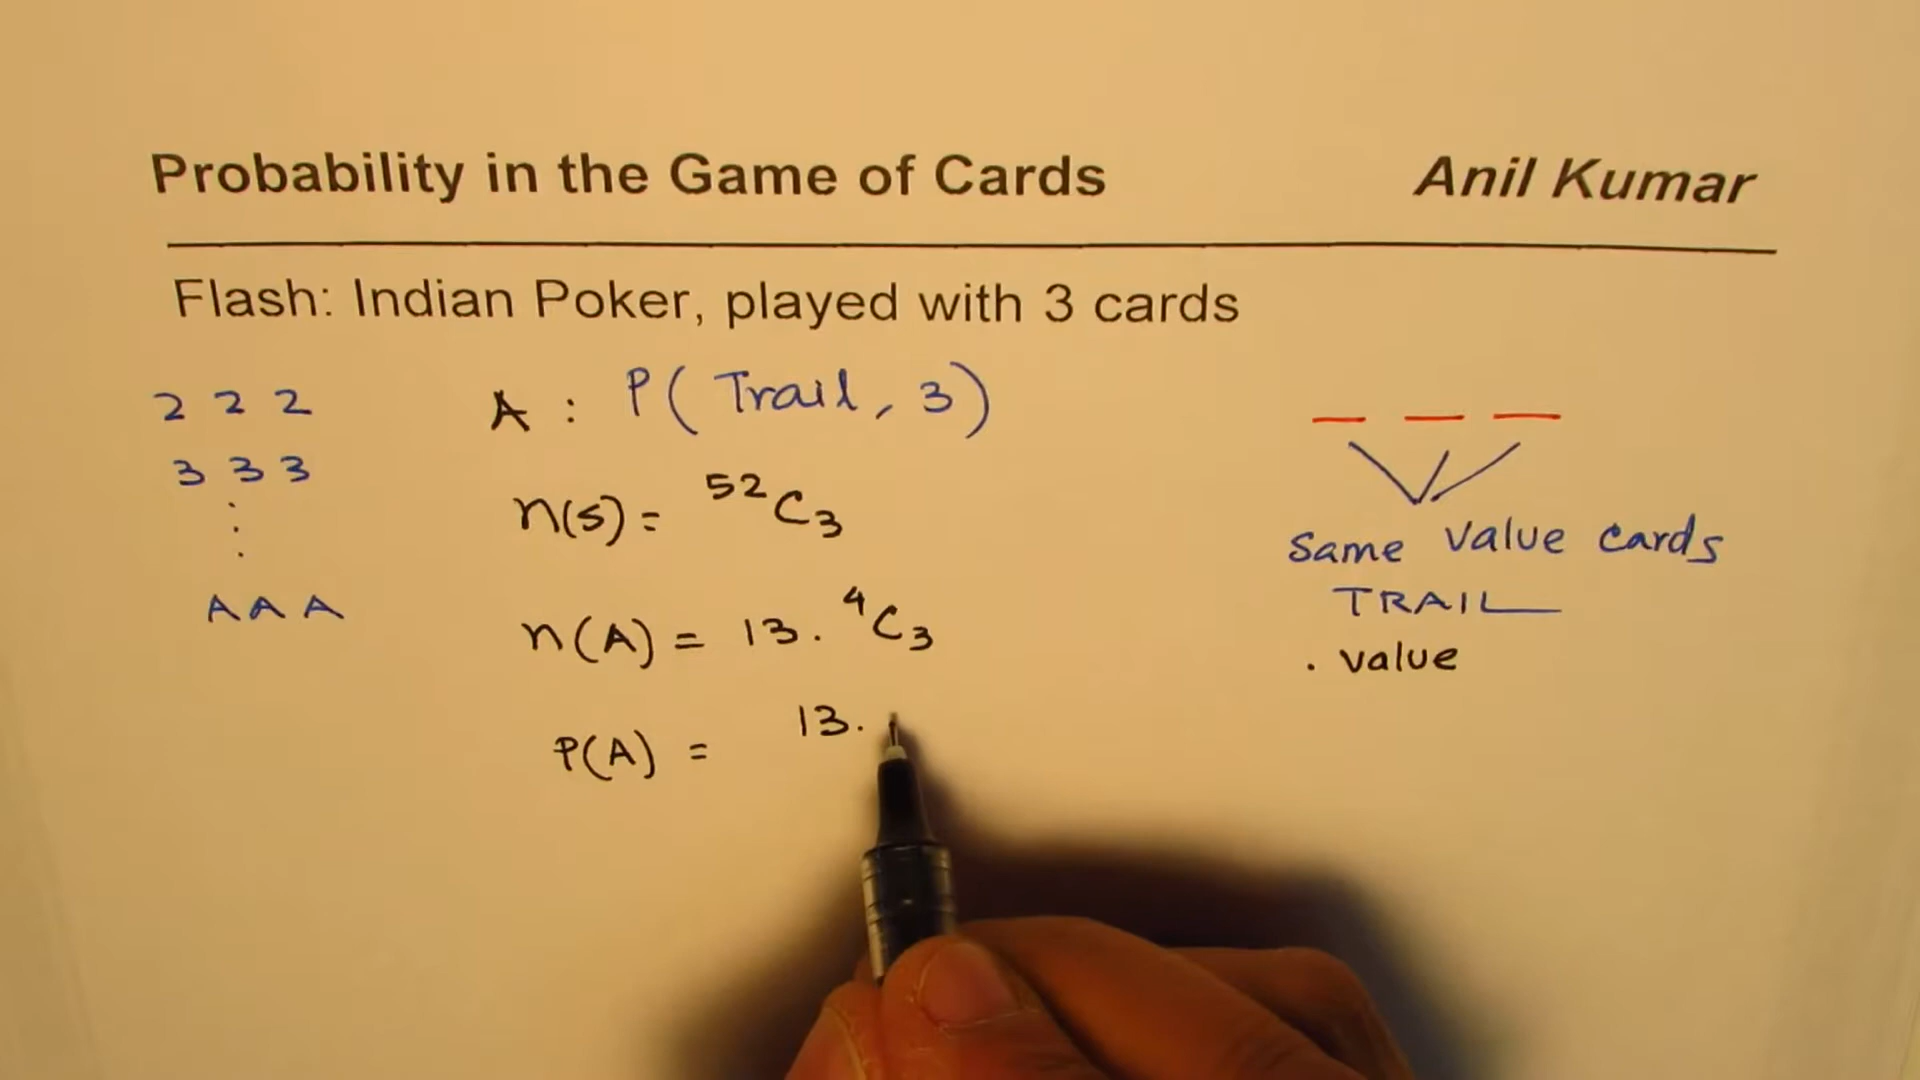 Probability in the Game of Cards
Anil Kumar
Flash: Indian Poker, played with 3 cards
2 2 2
3 3 3
⋮
A A A
A : P(Trail, 3)
n(s) = ⁵²C₃
n(A) = 13. ⁴C₃
P(A) = 13.
same value cards
TRAIL
. value